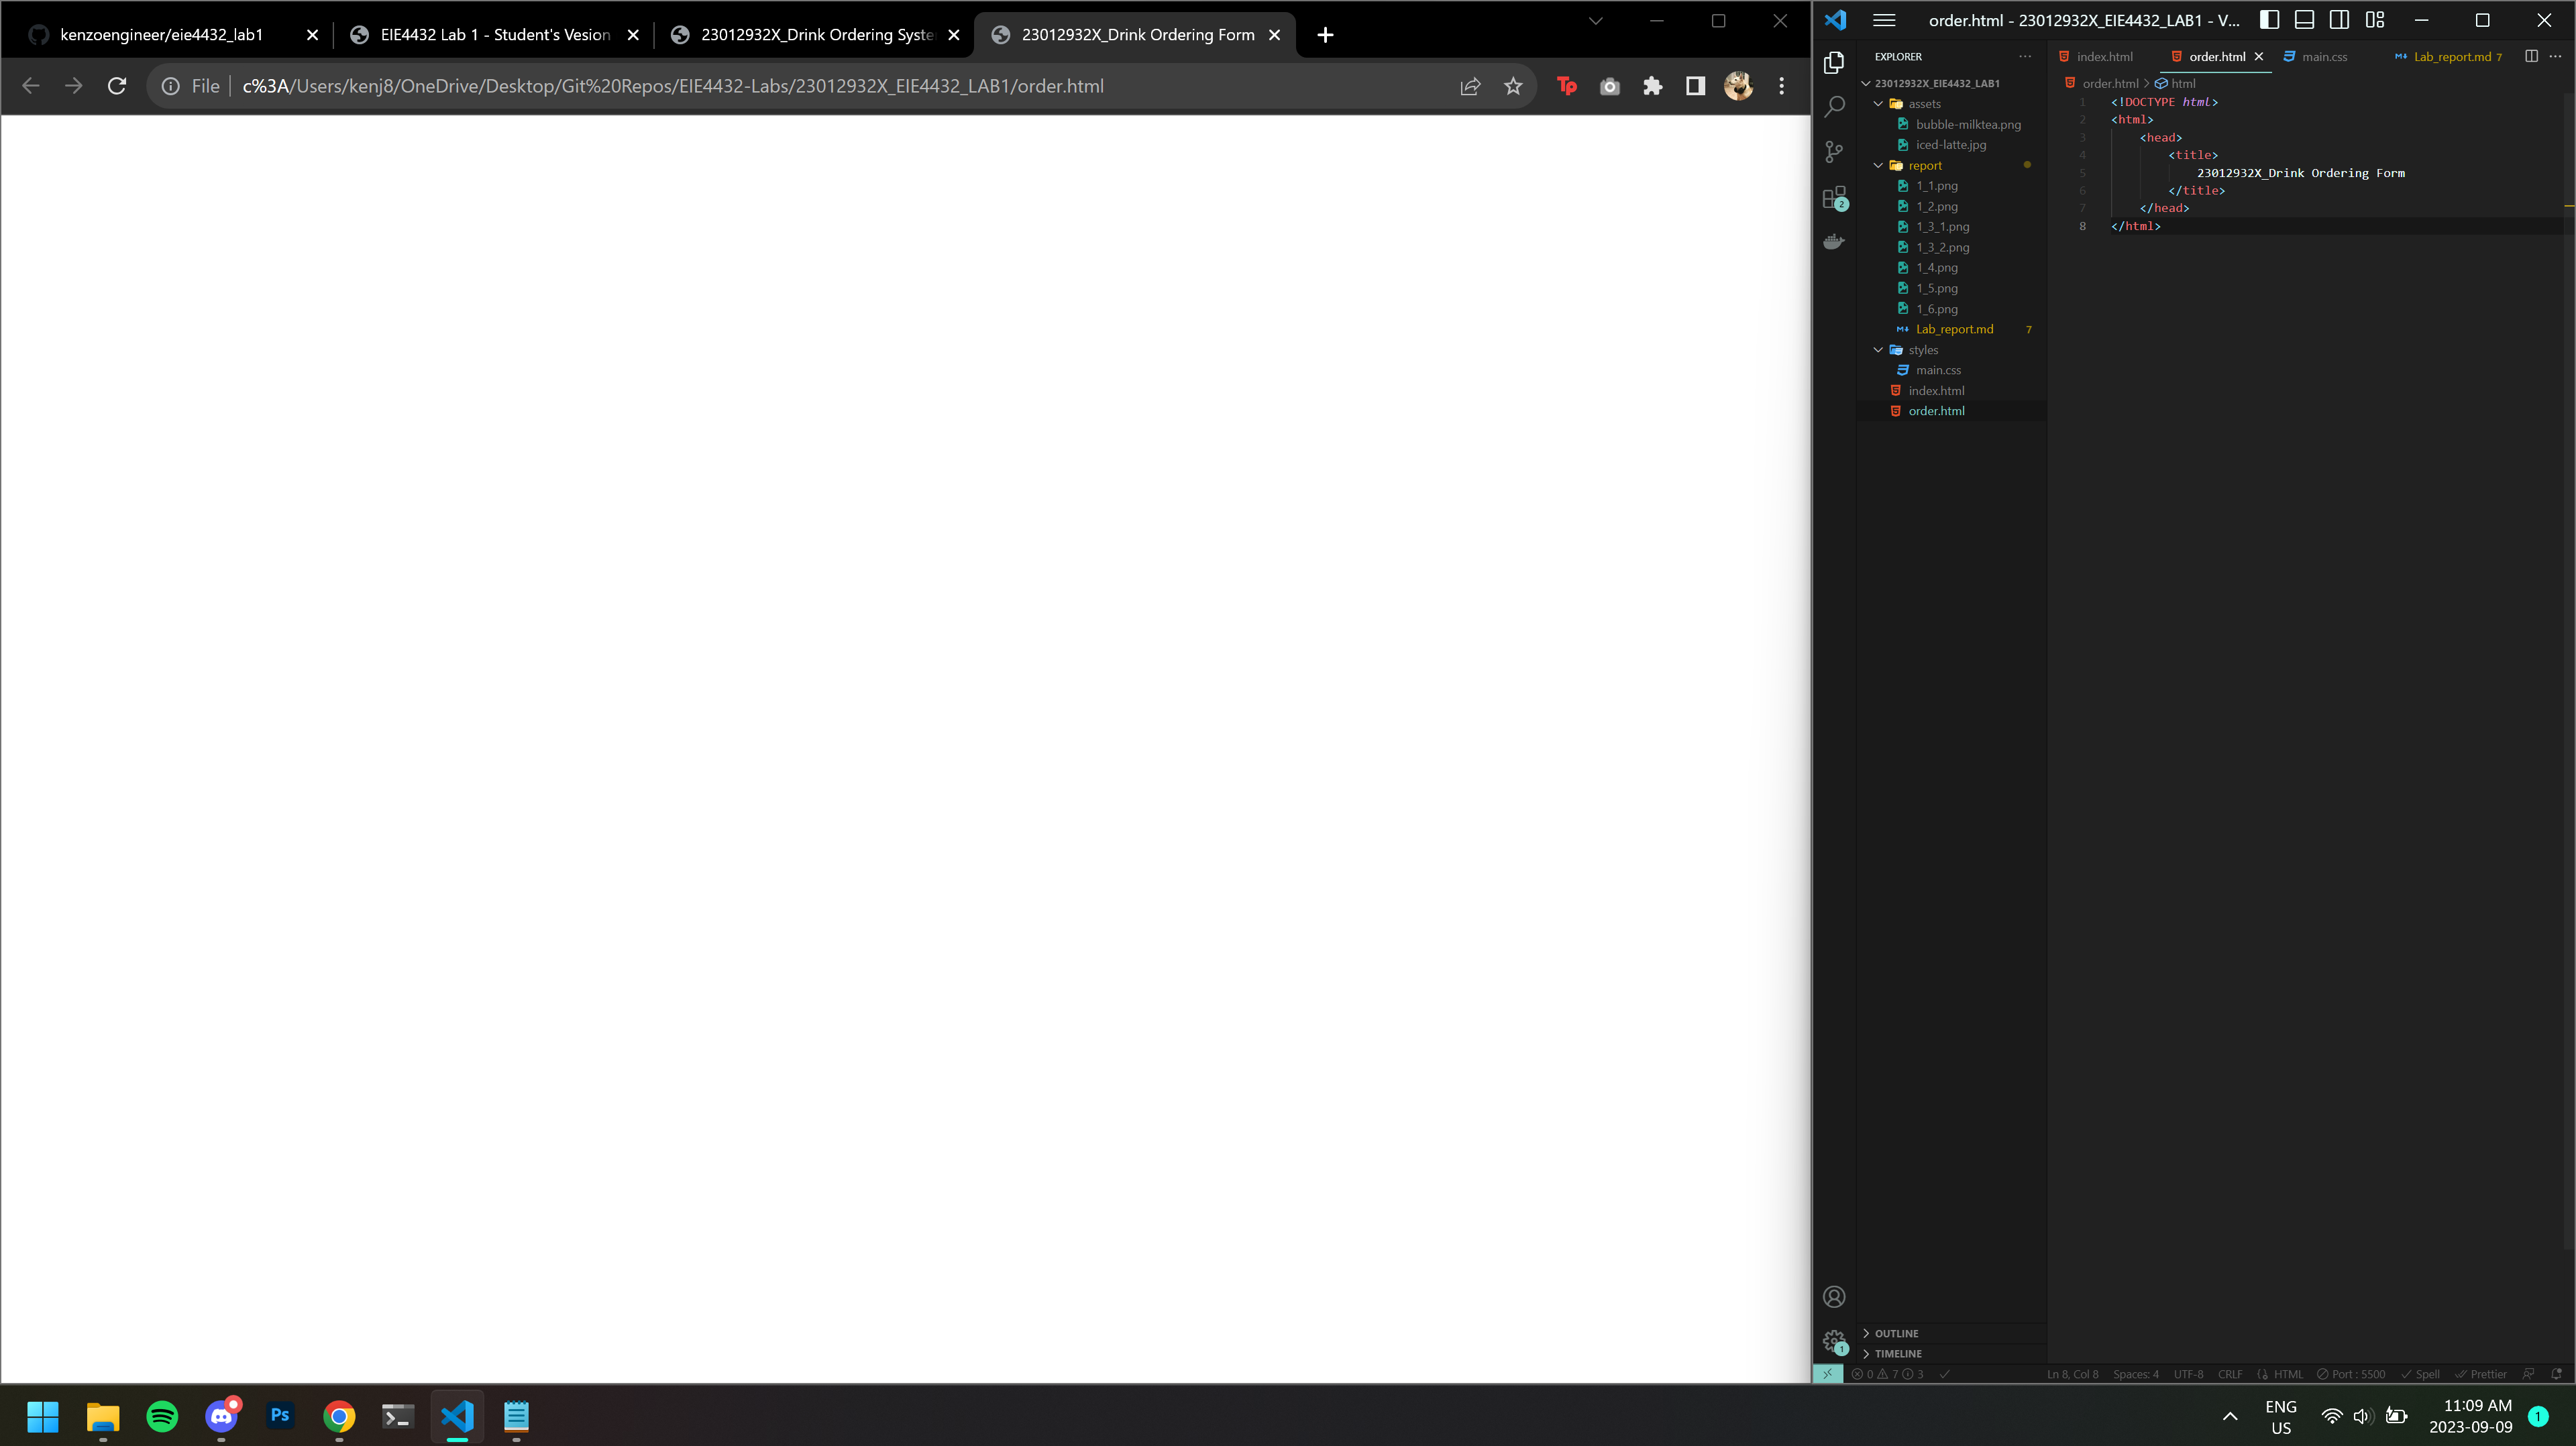 kenzoengineer/eie4432_lab1
EIE4432 Lab 1 - Student's Vesion
23012932X_Drink Ordering Syste
23012932X_Drink Ordering Form
File
c%3A/Users/kenj8/OneDrive/Desktop/Git%20Repos/EIE4432-Labs/23012932X_EIE4432_LAB1/order.html
Tp
order.html - 23012932X_EIE4432_LAB1 - V...
EXPLORER
23012932X_EIE4432_LAB1
assets
bubble-milktea.png
iced-latte.jpg
report
1_1.png
1_2.png
1_3_1.png
1_3_2.png
1_4.png
1_5.png
1_6.png
Lab_report.md 7
styles
main.css
index.html
order.html
2
OUTLINE
TIMELINE
1
index.html
order.html
main.css
Lab_report.md 7
order.html > html
1 <!DOCTYPE html>
2 <html>
3 <head>
4 <title>
5 23012932X_Drink Ordering Form
6 </title>
7 </head>
8 </html>
0 7 3
Ln 8, Col 8 Spaces: 4 UTF-8 CRLF HTML Port : 5500 Spell Prettier
Ps
ENG
US
11:09 AM
2023-09-09
1